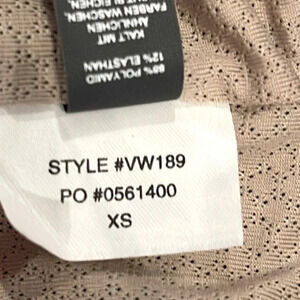 88% POLYAMID
12% ELASTHAN
KALT MIT
ÄHNLICHEN
FARBEN WASCHEN.
STYLE #VW189
PO #0561400
XS